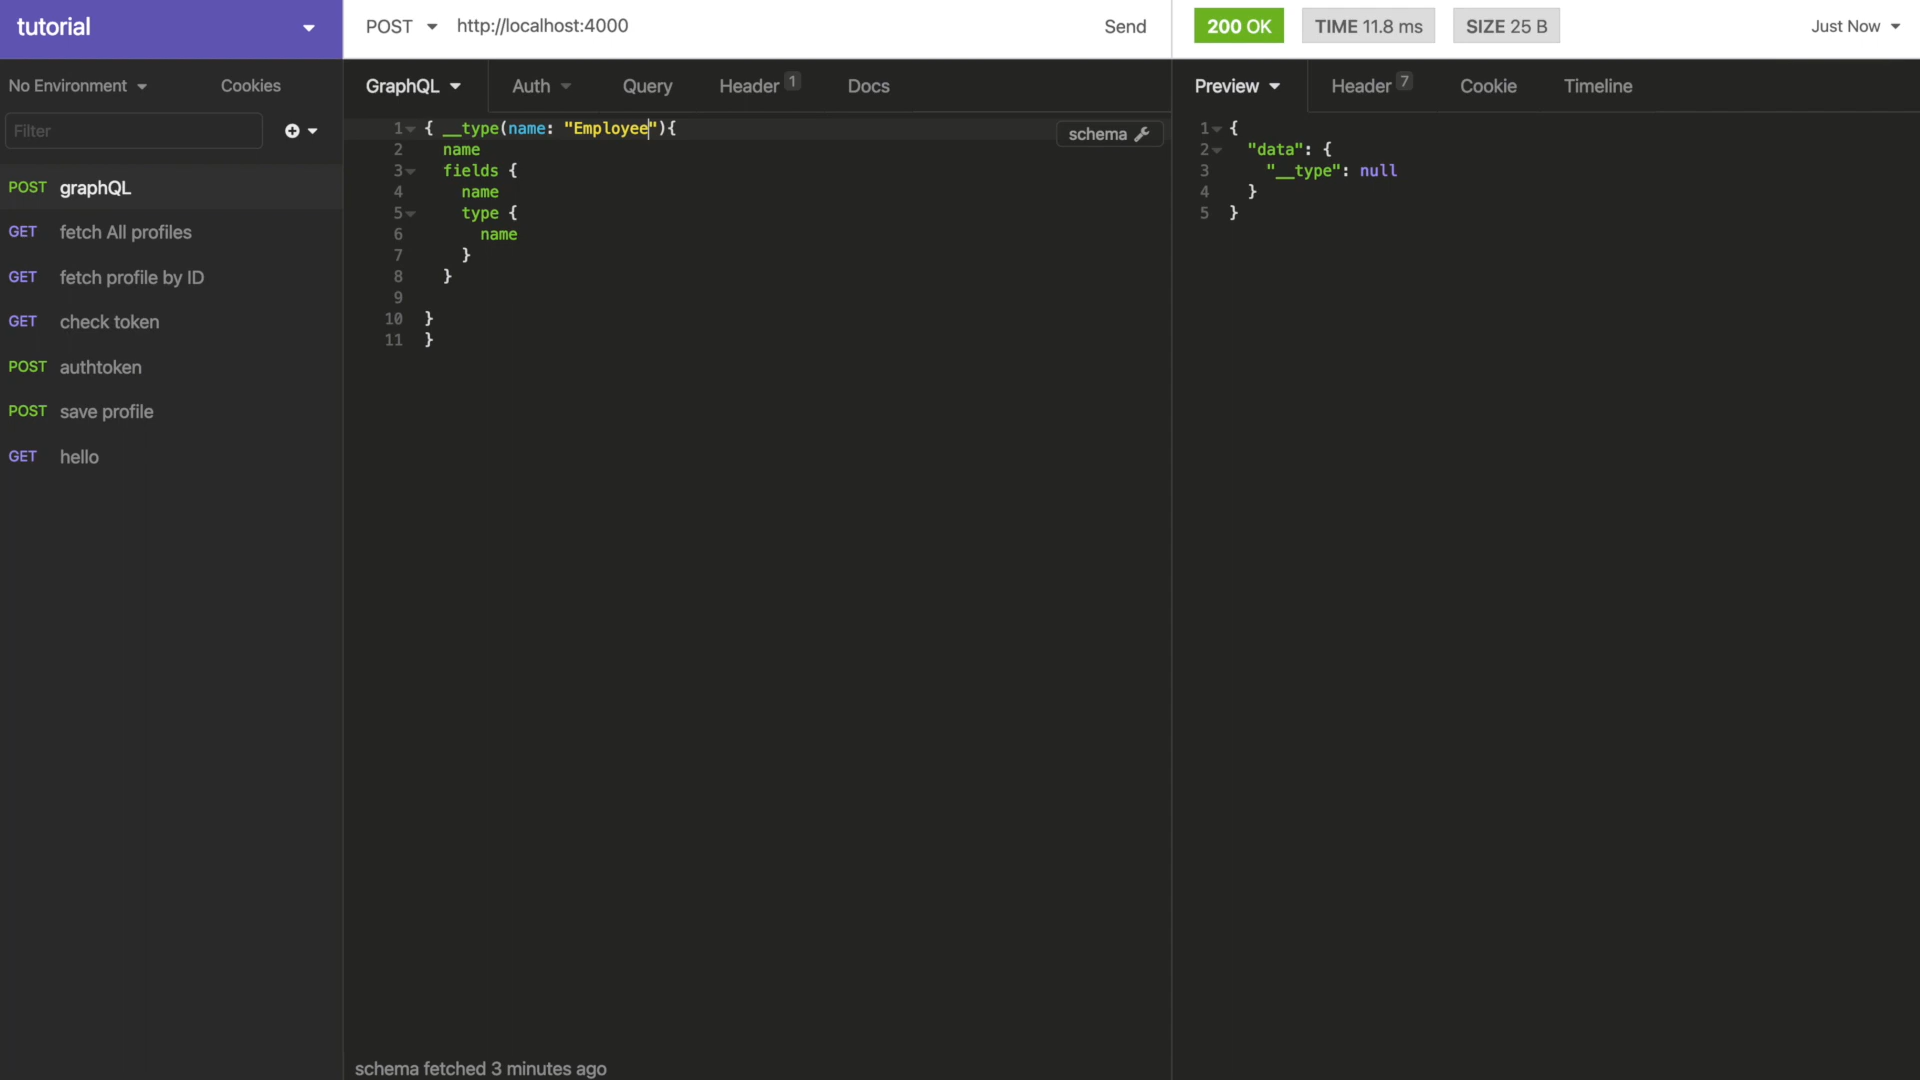 tutorial
POST http://localhost:4000 Send
200 OK TIME 11.8 ms SIZE 25 B Just Now
No Environment Cookies
GraphQL Auth Query Header 1 Docs
Preview Header 7 Cookie Timeline
Filter
POST graphQL
GET fetch All profiles
GET fetch profile by ID
GET check token
POST authtoken
POST save profile
GET hello
schema
1 { __type(name: "Employee"){
2 name
3 fields {
4 name
5 type {
6 name
7 }
8 }
9
10 }
11 }
schema fetched 3 minutes ago
1 {
2 "data": {
3 "__type": null
4 }
5 }